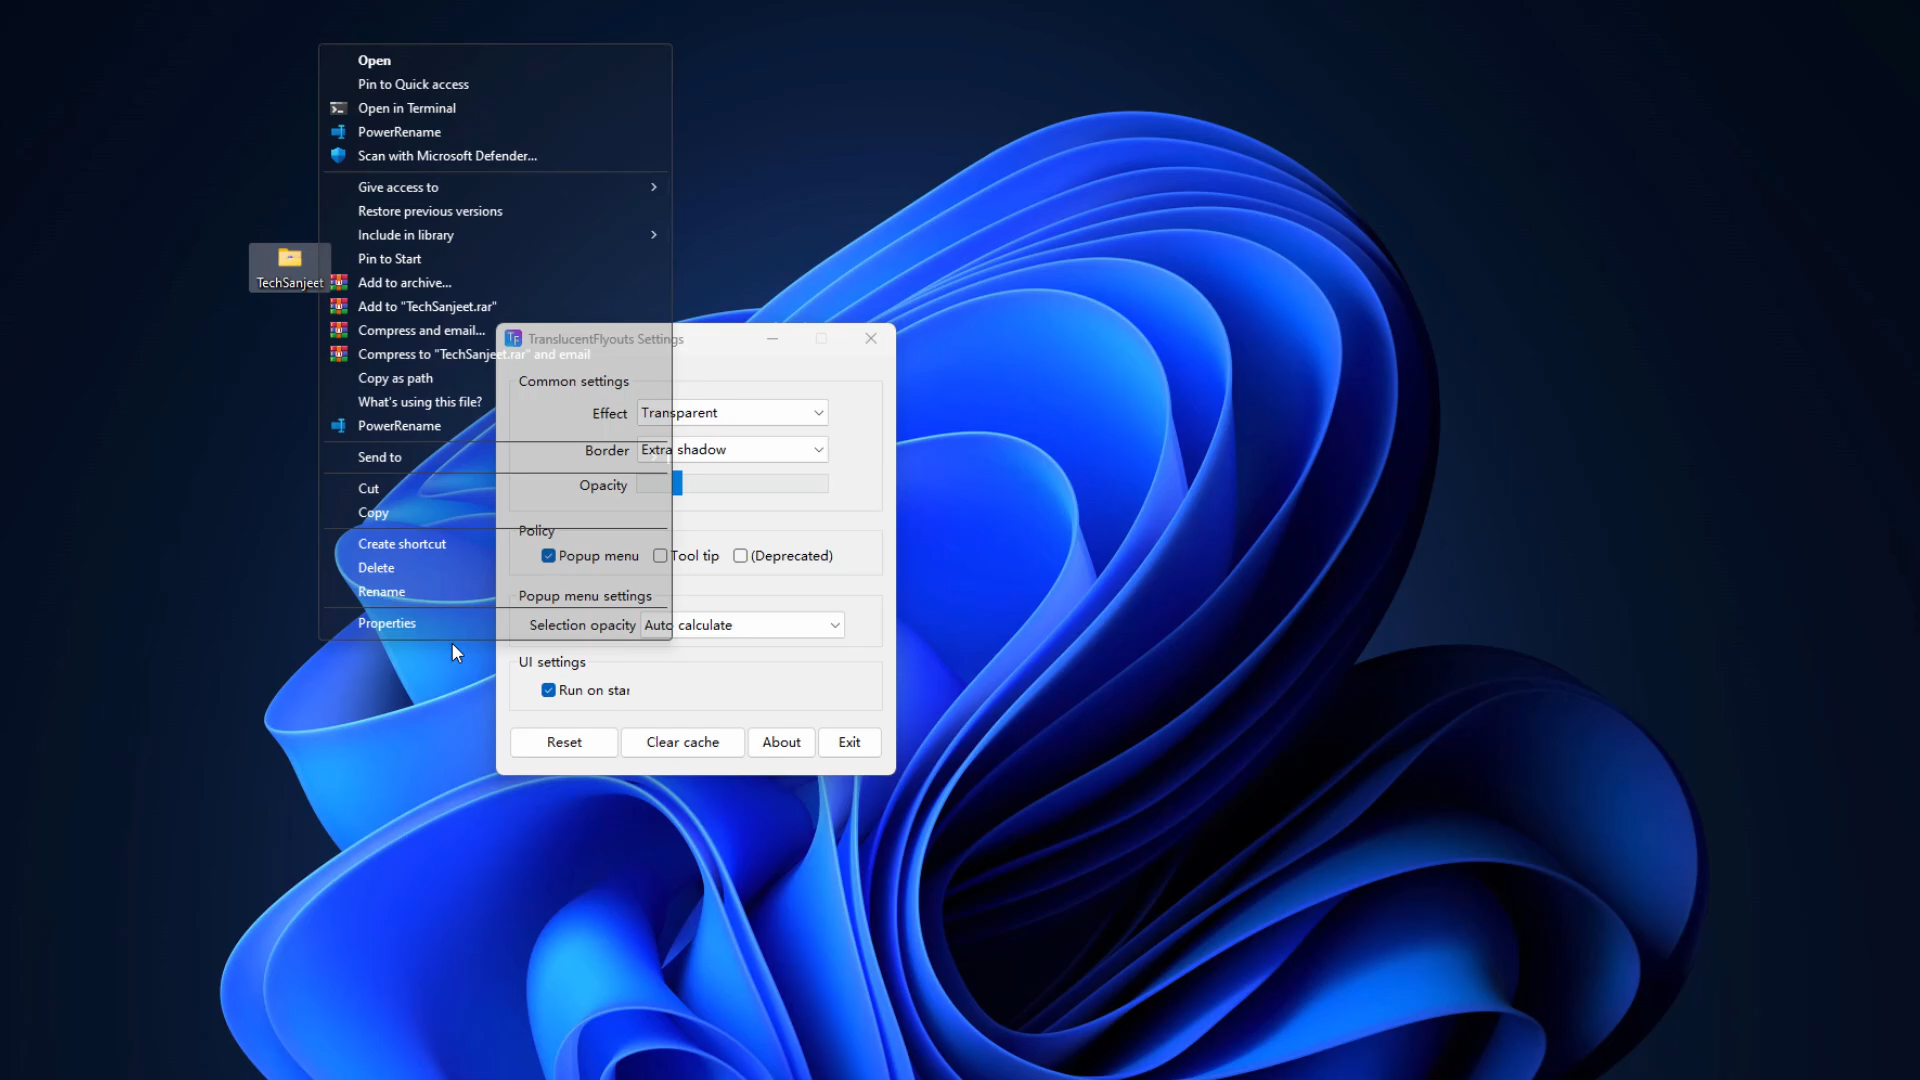 Open
Pin to Quick access
Open in Terminal
PowerRename
Scan with Microsoft Defender...
Give access to
Restore previous versions
Include in library
Pin to Start
TechSanjeet
Add to archive...
Add to "TechSanjeet.rar"
Compress and email...
Compress to "TechSanjeet.rar" and email
Copy as path
What's using this file?
PowerRename
Send to
Cut
Copy
Create shortcut
Delete
Rename
Properties
TF TranslucentFlyouts Settings
Common settings
Effect Transparent
Border Extra shadow
Opacity
Policy
Popup menu Tool tip (Deprecated)
Popup menu settings
Selection opacity Auto calculate
UI settings
Run on star
Reset Clear cache About Exit